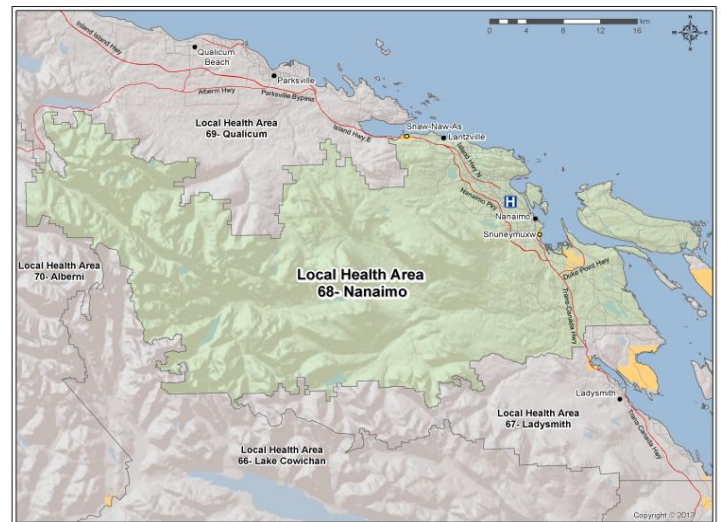 km
0 2 4 8 12 16
N
W E
S
Inland Island Hwy
Qualicum
Beach
Parksville
Alberni Hwy
Parksville Bypass
Local Health Area
69- Qualicum
Island Hwy E
Snaw-Naw-As
Lantzville
Island Hwy N
Nanaimo Pky
H
Nanaimo
Snuneymuxw
Local Health Area
70- Alberni
Local Health Area
68- Nanaimo
Duke Point Hwy
Trans-Canada Hwy
Ladysmith
Local Health Area
67- Ladysmith
Local Health Area
66- Lake Cowichan
Trans-Canada Hwy
Copyright © 2013